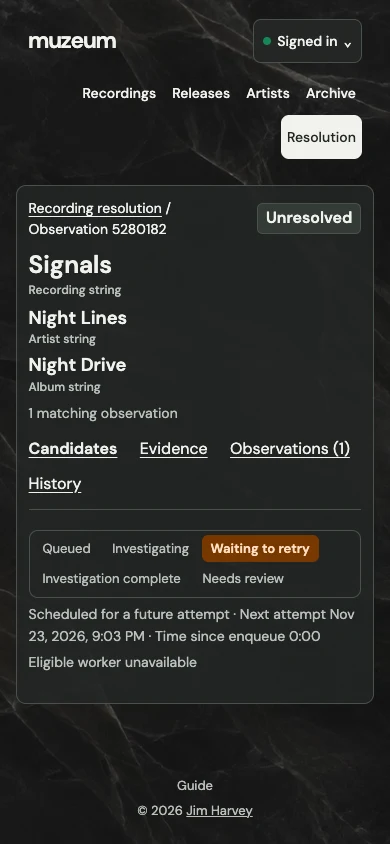 muzeum
Signed in
Recordings Releases Artists Archive
Resolution
Recording resolution /
Observation 5280182
Unresolved
Signals
Recording string
Night Lines
Artist string
Night Drive
Album string
1 matching observation
Candidates Evidence Observations (1)
History
Queued Investigating Waiting to retry
Investigation complete Needs review
Scheduled for a future attempt · Next attempt Nov
23, 2026, 9:03 PM · Time since enqueue 0:00
Eligible worker unavailable
Guide
© 2026 Jim Harvey